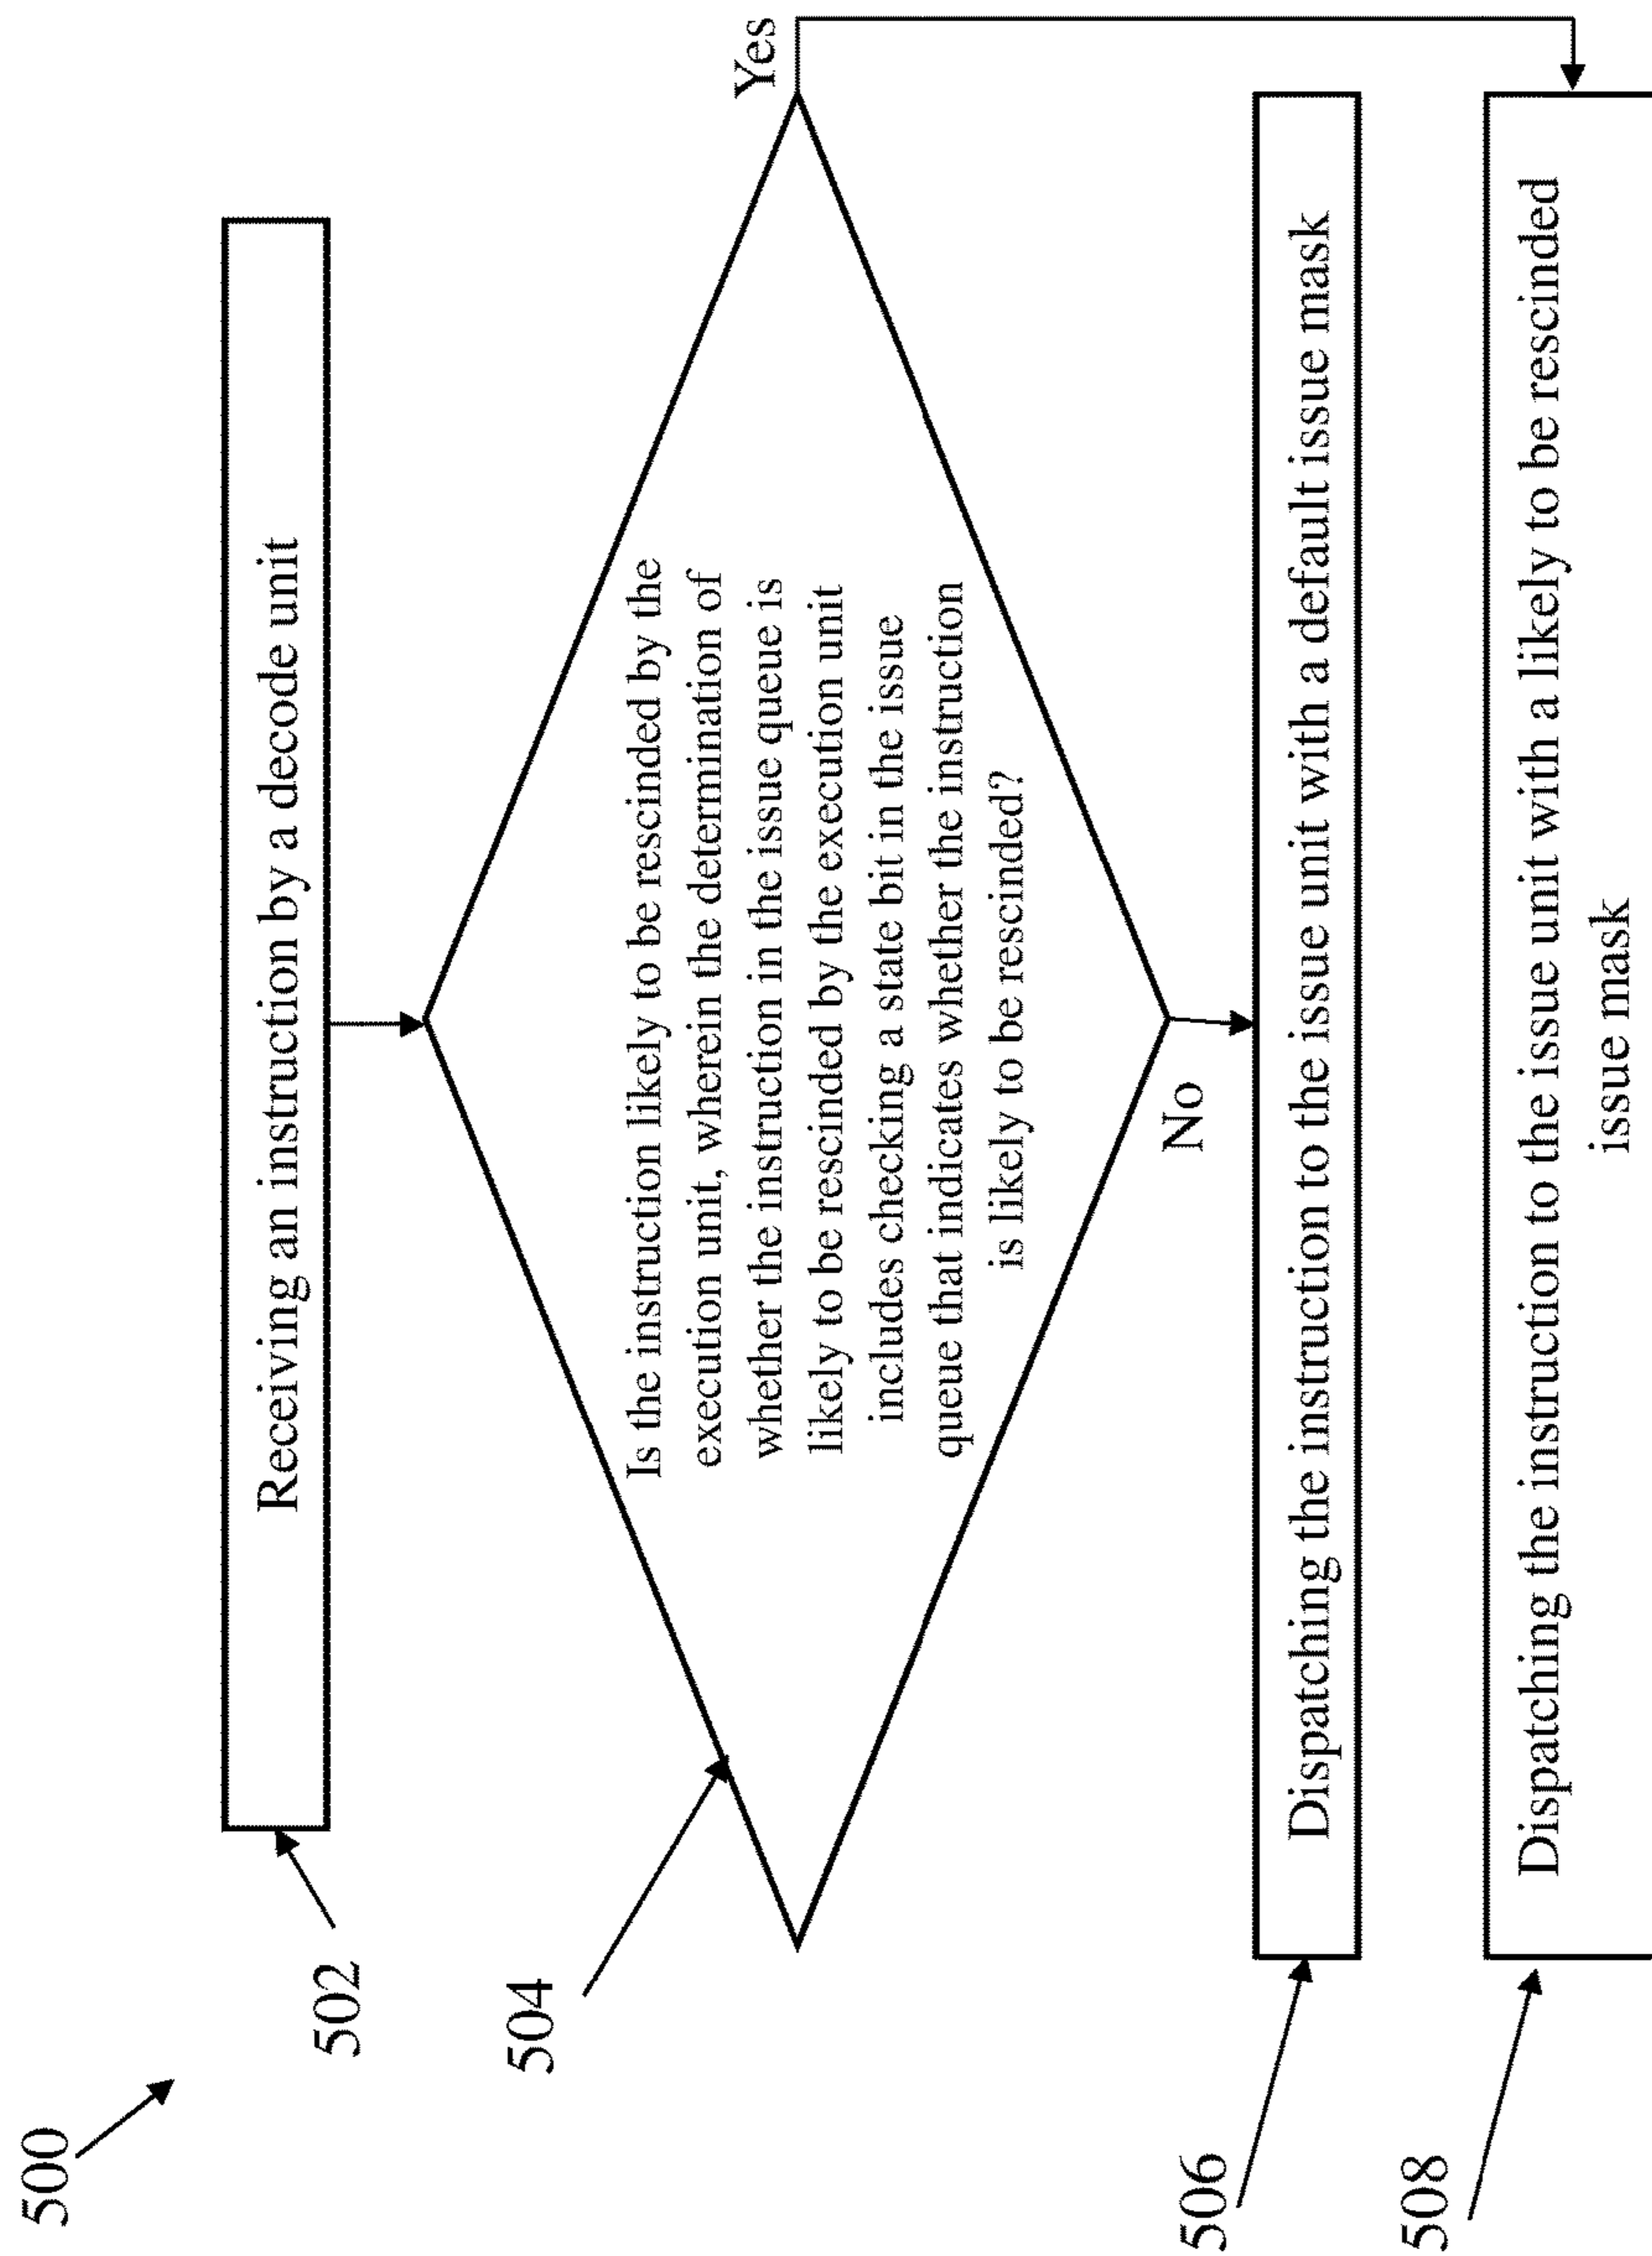 500
502
Receiving an instruction by a decode unit
504
Is the instruction likely to be rescinded by the
execution unit, wherein the determination of
whether the instruction in the issue queue is
likely to be rescinded by the execution unit
includes checking a state bit in the issue
queue that indicates whether the instruction
is likely to be rescinded?
Yes
No
506
Dispatching the instruction to the issue unit with a default issue mask
508
Dispatching the instruction to the issue unit with a likely to be rescinded
issue mask